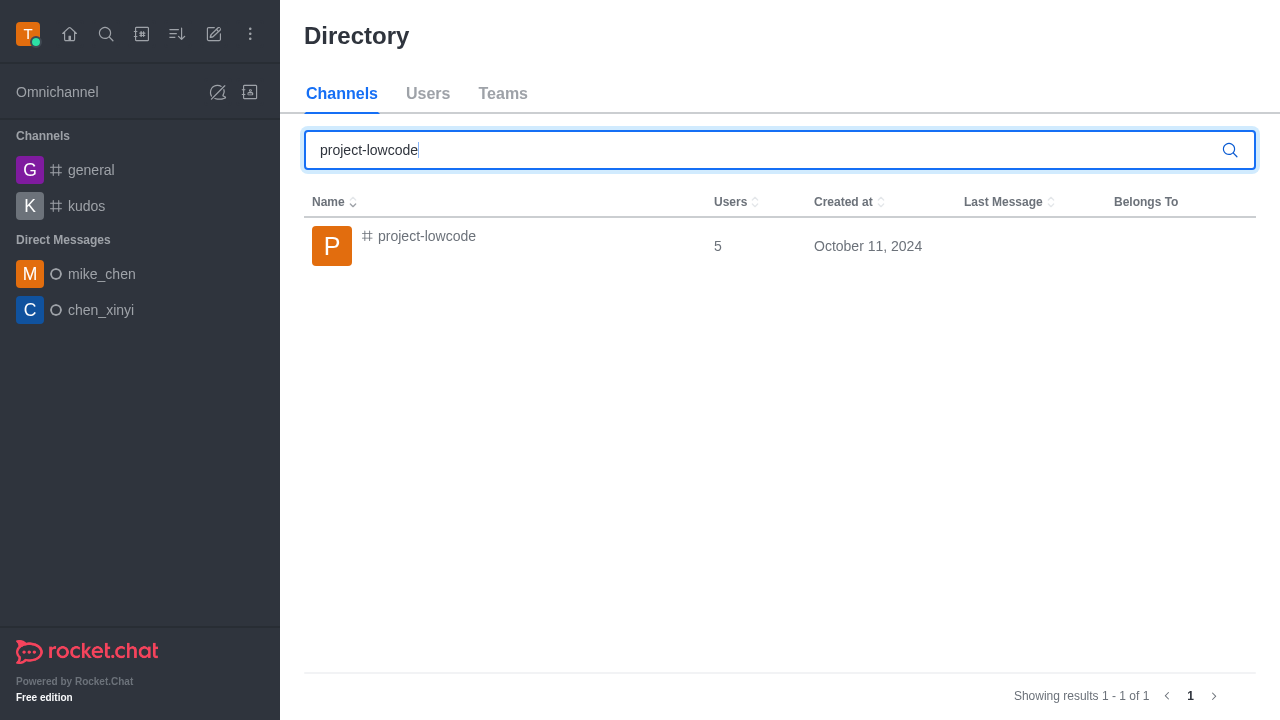 T
Omnichannel
Channels
G general
K kudos
Direct Messages
M mike_chen
C chen_xinyi
rocket.chat
Powered by Rocket.Chat
Free edition
Directory
Channels Users Teams
project-lowcode
Name Users Created at Last Message Belongs To
P project-lowcode 5 October 11, 2024
Showing results 1 - 1 of 1 1